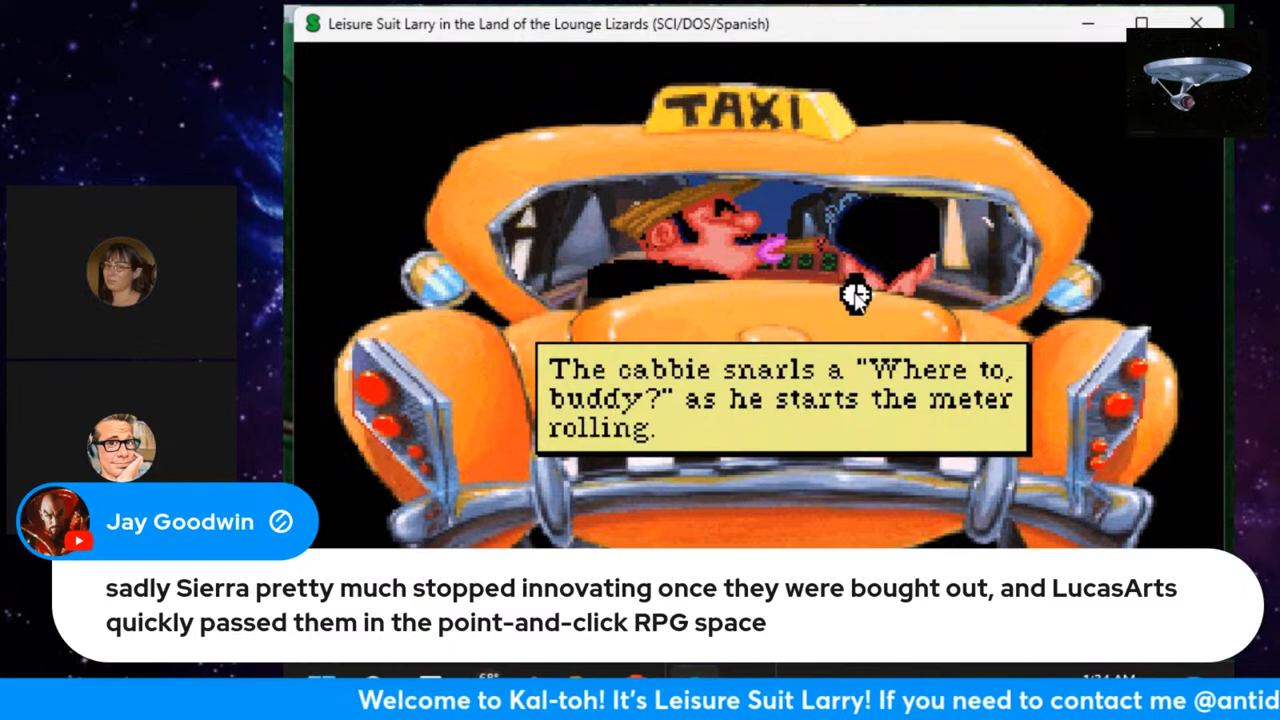 Leisure Suit Larry in the Land of the Lounge Lizards (SCI/DOS/Spanish)
TAXI
The cabbie snarls a "Where to,
buddy?" as he starts the meter
rolling.
Jay Goodwin
sadly Sierra pretty much stopped innovating once they were bought out, and LucasArts
quickly passed them in the point-and-click RPG space
Welcome to Kal-toh! It's Leisure Suit Larry! If you need to contact me @antid